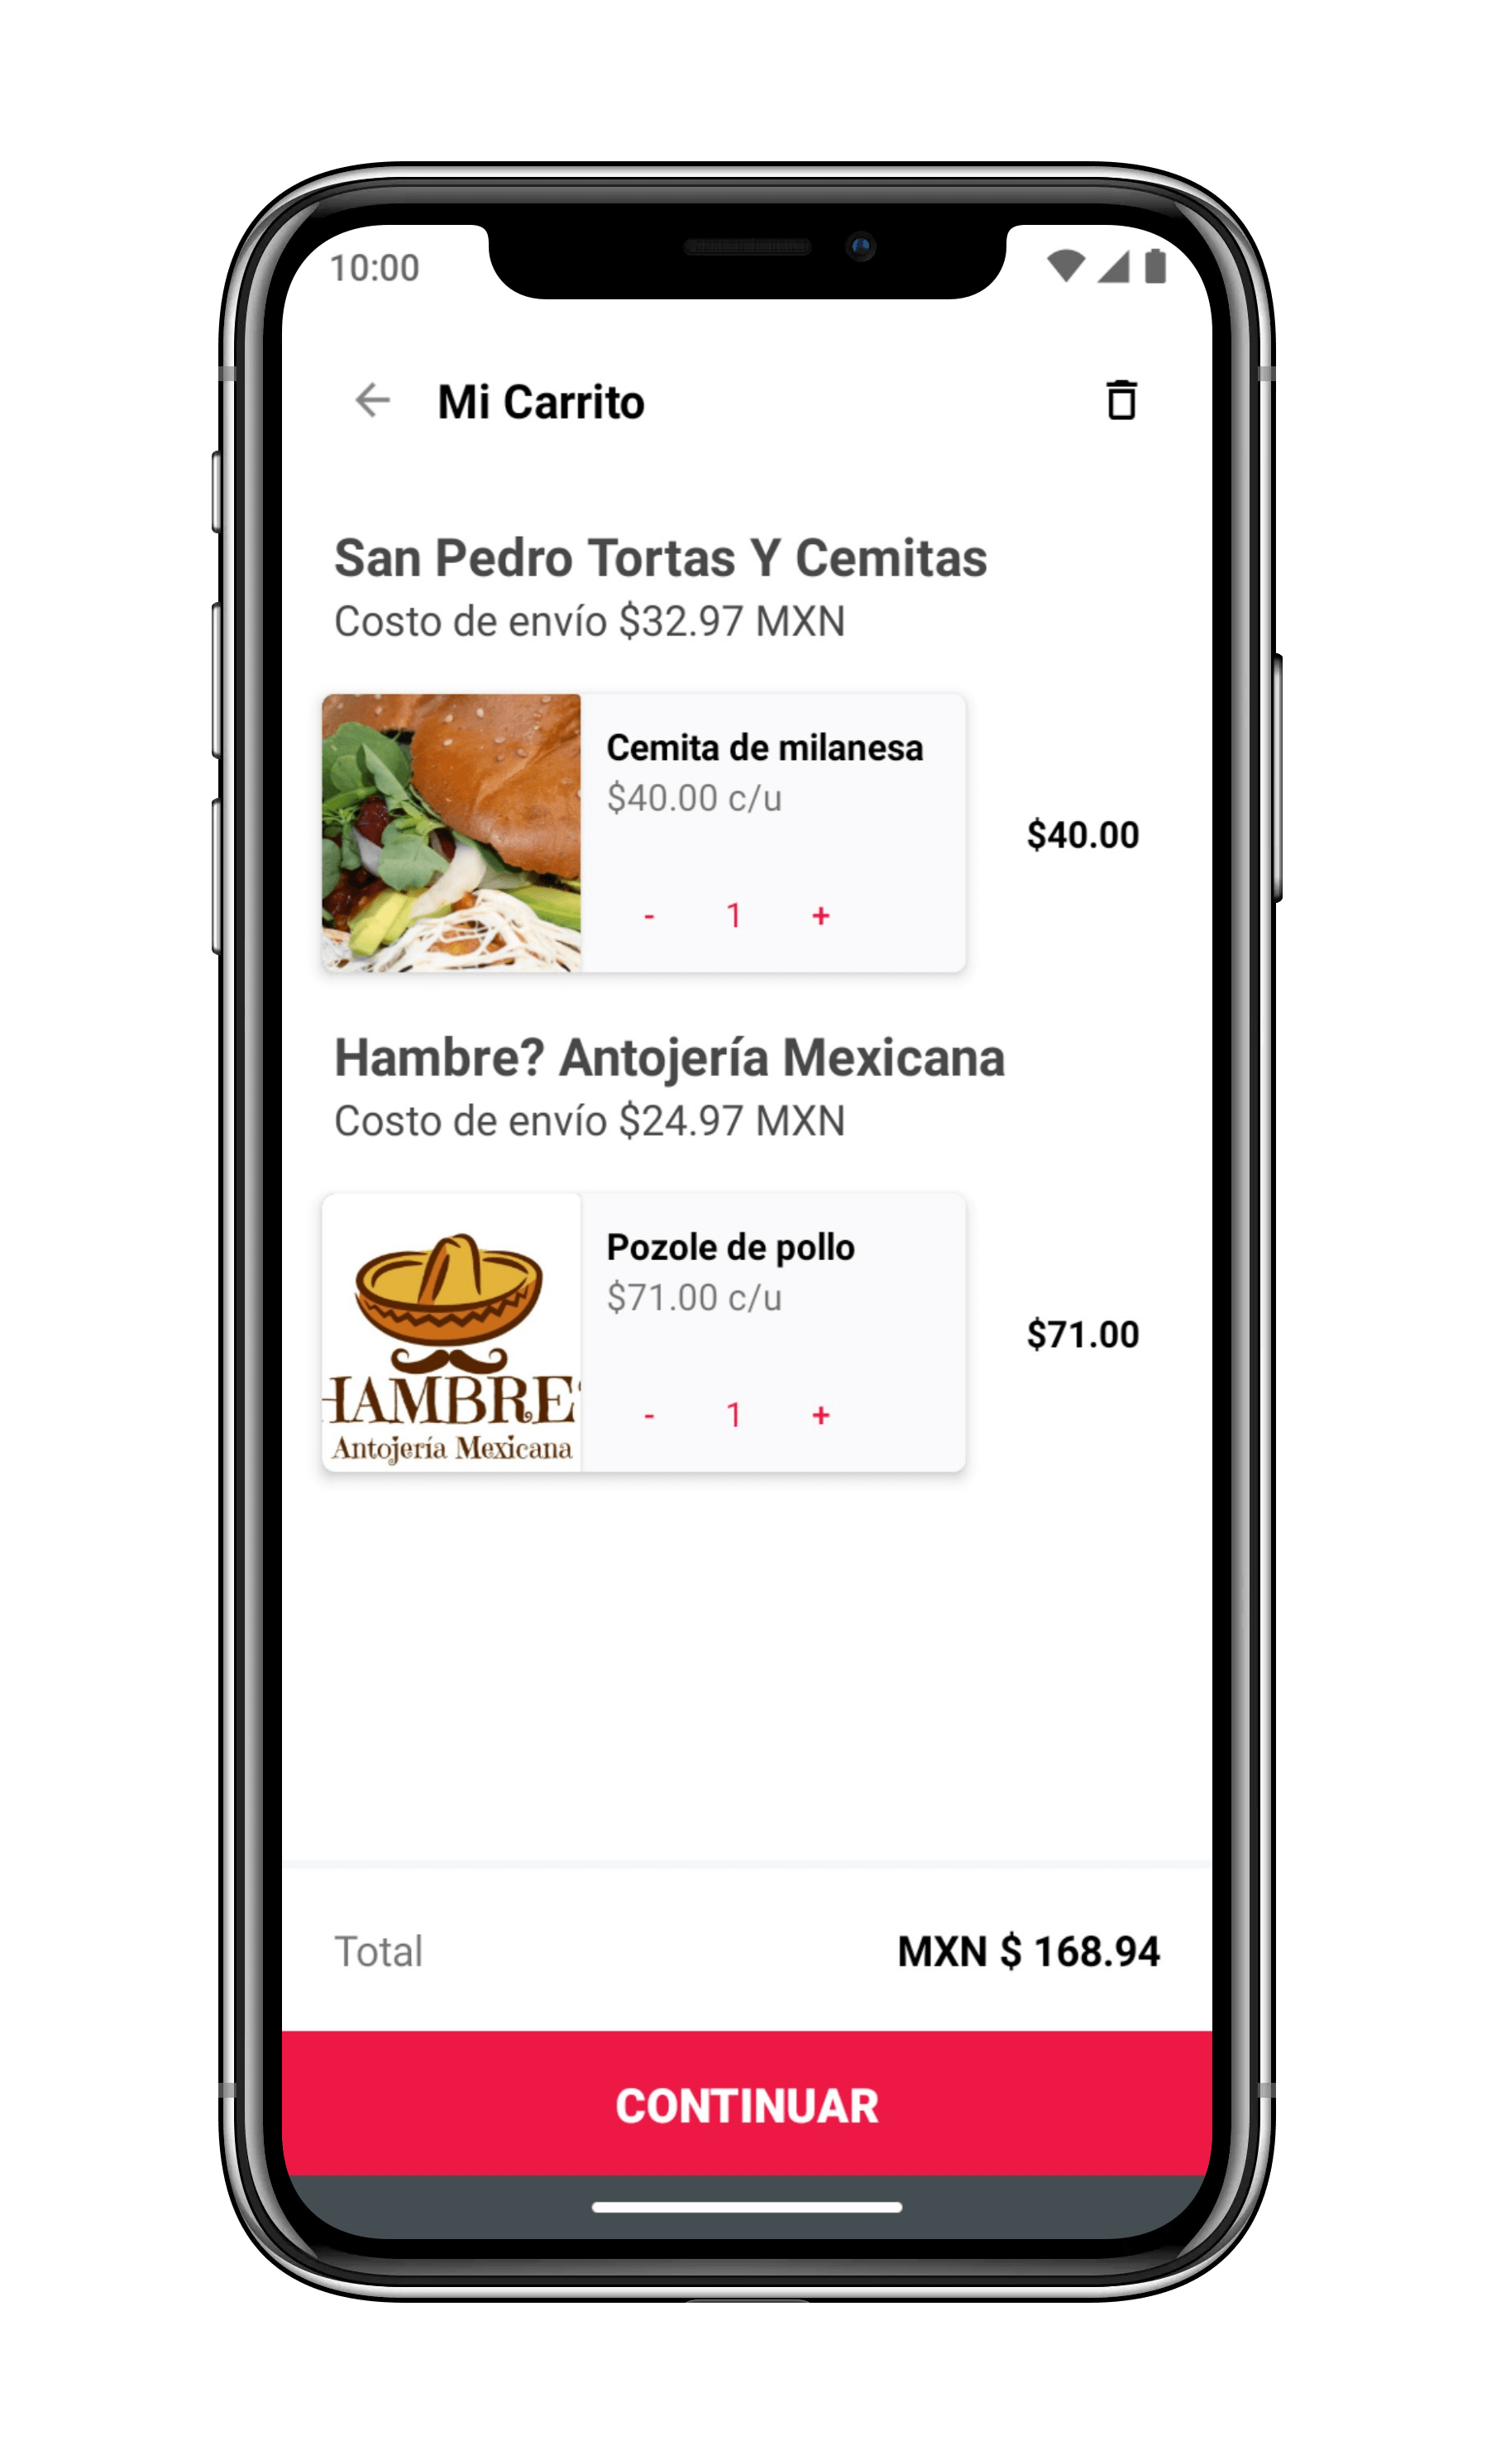 10:00
Mi Carrito
San Pedro Tortas Y Cemitas
Costo de envío $32.97 MXN
Cemita de milanesa
$40.00 c/u
$40.00
- 1 +
Hambre? Antojería Mexicana
Costo de envío $24.97 MXN
Pozole de pollo
$71.00 c/u
$71.00
- 1 +
HAMBRE?
Antojería Mexicana
Total MXN $ 168.94
CONTINUAR